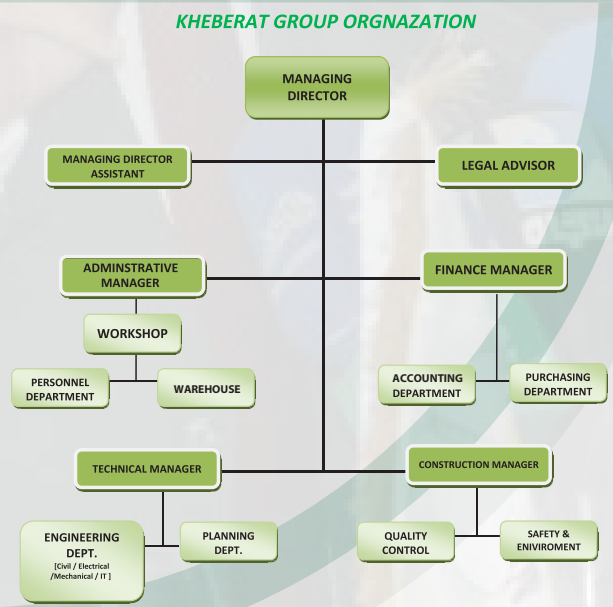 KHEBERAT GROUP ORGNAZATION
MANAGING
DIRECTOR
MANAGING DIRECTOR
ASSISTANT
LEGAL ADVISOR
ADMINSTRATIVE
MANAGER
FINANCE MANAGER
WORKSHOP
PERSONNEL
DEPARTMENT
WAREHOUSE
ACCOUNTING
DEPARTMENT
PURCHASING
DEPARTMENT
TECHNICAL MANAGER
CONSTRUCTION MANAGER
ENGINEERING
DEPT.
[Civil / Electrical
/Mechanical / IT ]
PLANNING
DEPT.
QUALITY
CONTROL
SAFETY &
ENIVIROMENT